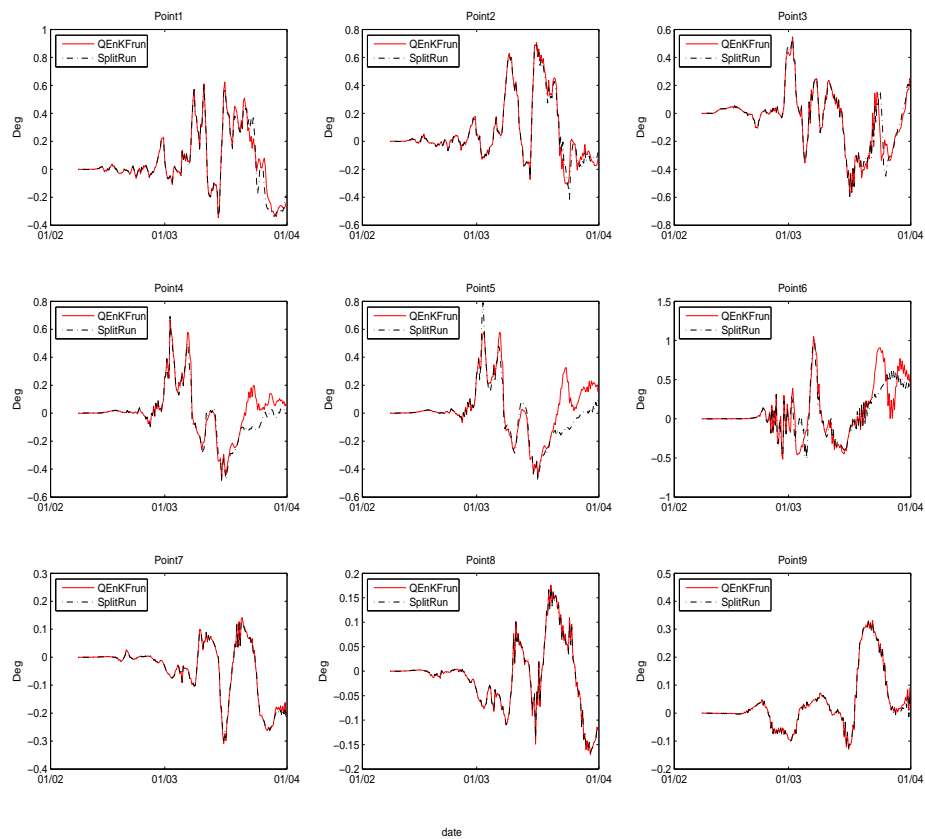 Point1
Point2
Point3
1
0.8
0.6
0.4
0.2
0
−0.2
−0.4
Deg
QEnKFrun
SplitRun
01/02
01/03
01/04
0.8
0.6
0.4
0.2
0
−0.2
−0.4
−0.6
Deg
QEnKFrun
SplitRun
01/02
01/03
01/04
0.6
0.4
0.2
0
−0.2
−0.4
−0.6
−0.8
Deg
QEnKFrun
SplitRun
01/02
01/03
01/04
Point4
Point5
Point6
0.8
0.6
0.4
0.2
0
−0.2
−0.4
−0.6
Deg
QEnKFrun
SplitRun
01/02
01/03
01/04
0.8
0.6
0.4
0.2
0
−0.2
−0.4
−0.6
Deg
QEnKFrun
SplitRun
01/02
01/03
01/04
1.5
1
0.5
0
−0.5
−1
Deg
QEnKFrun
SplitRun
01/02
01/03
01/04
Point7
Point8
Point9
0.3
0.2
0.1
0
−0.1
−0.2
−0.3
−0.4
Deg
QEnKFrun
SplitRun
01/02
01/03
01/04
0.2
0.15
0.1
0.05
0
−0.05
−0.1
−0.15
−0.2
Deg
QEnKFrun
SplitRun
01/02
01/03
01/04
0.5
0.4
0.3
0.2
0.1
0
−0.1
−0.2
Deg
QEnKFrun
SplitRun
01/02
01/03
01/04
date